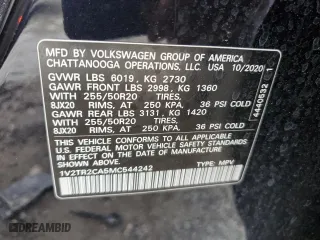 MFD BY VOLKSWAGEN GROUP OF AMERICA
CHATTANOOGA OPERATIONS, LLC. USA 10/2020
GVWR LBS 6019, KG 2730
GAWR FRONT LBS 2998, KG 1360
WITH 255/50R20 TIRES,
8JX20 RIMS, AT 250 KPA, 36 PSI COLD
GAWR REAR LBS 3131, KG 1420
WITH 255/50R20 TIRES,
8JX20 RIMS, AT 250 KPA, 36 PSI COLD
THIS VEHICLE CONFORMS TO ALL APPLICABLE
U.S. FEDERAL MOTOR VEHICLE SAFETY
STANDARDS IN EFFECT ON THE DATE OF MANUFACTURE
SHOWN ABOVE.
1V2TR2CA5MC544242 TYPE: MPV
4440532 1